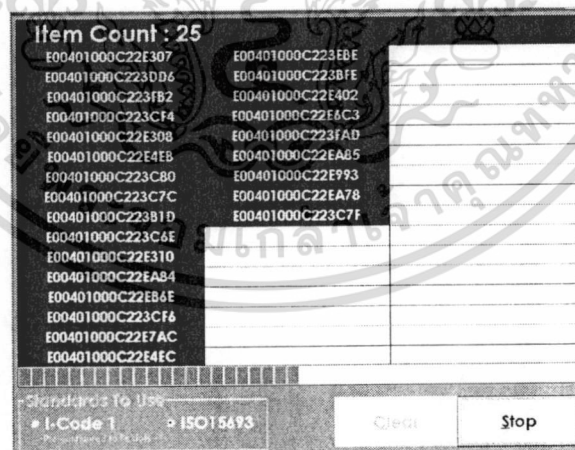 Item Count : 25
E00401000C22E307
E00401000C223DD6
E00401000C223FB2
E00401000C223CF4
E00401000C22E308
E00401000C22E4EB
E00401000C223C80
E00401000C223C7C
E00401000C223B1D
E00401000C223C6E
E00401000C22E310
E00401000C22EA84
E00401000C22EB6E
E00401000C223CF6
E00401000C22E7AC
E00401000C22E4EC
E00401000C223EBE
E00401000C223BFE
E00401000C22E402
E00401000C22E6C3
E00401000C223FAD
E00401000C22EA85
E00401000C22E993
E00401000C22EA78
E00401000C223C7F
Standards To Use
I-Code 1
ISO15693
Clear
Stop